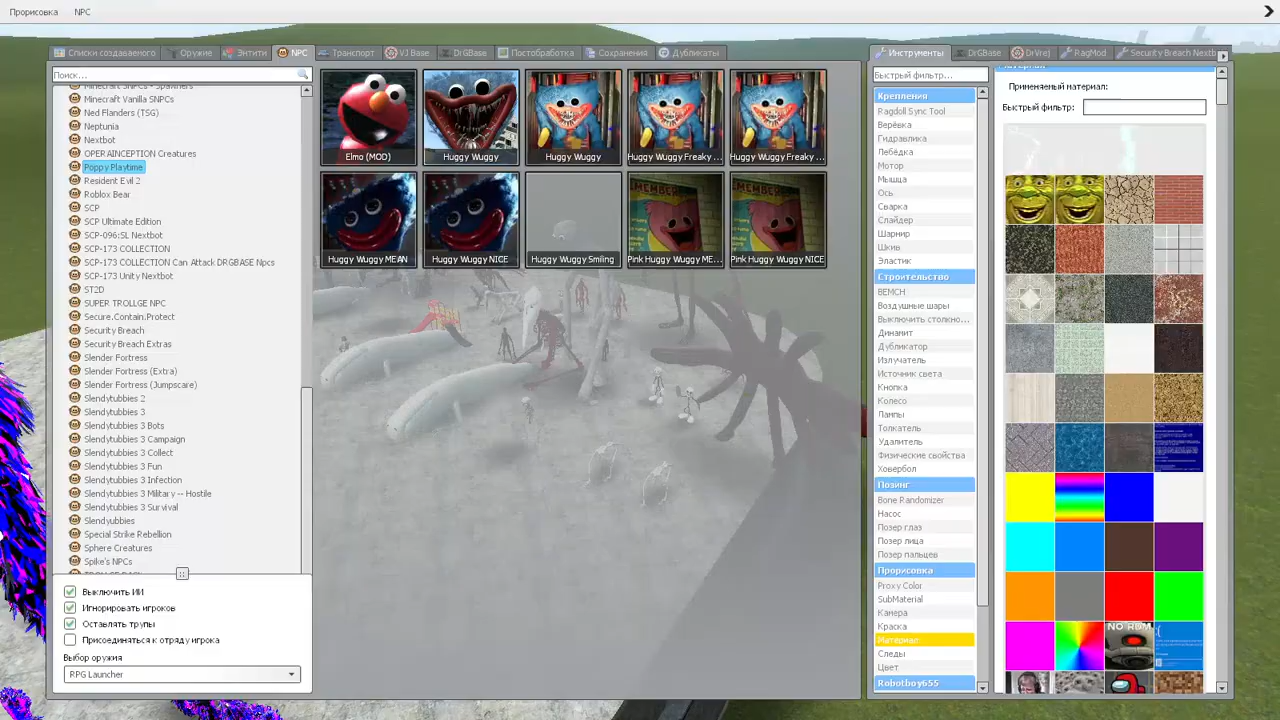 Прорисовка NPC
Списки создаваемого
Оружие
Энтити
NPC
Транспорт
VJ Base
DrGBase
Постобработка
Сохранения
Дубликаты
Поиск...
Minecraft SNPCs - Spawners
Minecraft Vanilla SNPCs
Ned Flanders (TSG)
Neptunia
Nextbot
OPERAINCEPTION Creatures
Poppy Playtime
Resident Evil 2
Roblox Bear
SCP
SCP Ultimate Edition
SCP-096:SL Nextbot
SCP-173 COLLECTION
SCP-173 COLLECTION Can Attack DRGBASE Npcs
SCP-173 Unity Nextbot
ST2D
SUPER TROLLGE NPC
Secure.Contain.Protect
Security Breach
Security Breach Extras
Slender Fortress
Slender Fortress (Extra)
Slender Fortress (Jumpscare)
Slendytubbies 2
Slendytubbies 3
Slendytubbies 3 Bots
Slendytubbies 3 Campaign
Slendytubbies 3 Collect
Slendytubbies 3 Fun
Slendytubbies 3 Infection
Slendytubbies 3 Military -- Hostile
Slendytubbies 3 Survival
Slendyubbies
Special Strike Rebellion
Sphere Creatures
Spike's NPCs
Выключить ИИ
Игнорировать игроков
Оставлять трупы
Присоединяться к отряду игрока
Выбор оружия
RPG Launcher
Elmo (MOD)
Huggy Wuggy
Huggy Wuggy
Huggy Wuggy Freaky ...
Huggy Wuggy Freaky ...
Huggy Wuggy MEAN
Huggy Wuggy NICE
Huggy Wuggy Smiling
Pink Huggy Wuggy ME...
Pink Huggy Wuggy NICE
Инструменты
DrGBase
DrVrej
RagMod
Security Breach Nextb
Быстрый фильтр...
Крепления
Ragdoll Sync Tool
Верёвка
Гидравлика
Лебёдка
Мотор
Мышца
Ось
Сварка
Слайдер
Шарнир
Шкив
Эластик
Строительство
ВЕМСН
Воздушные шары
Выключить столкно...
Динамит
Дубликатор
Излучатель
Источник света
Кнопка
Колесо
Лампы
Толкатель
Удалитель
Физические свойства
Ховербол
Позинг
Bone Randomizer
Насос
Позер глаз
Позер лица
Позер пальцев
Прорисовка
Proxy Color
SubMaterial
Камера
Краска
Материал
Следы
Цвет
Robotboy655
Применяемый материал:
Быстрый фильтр: